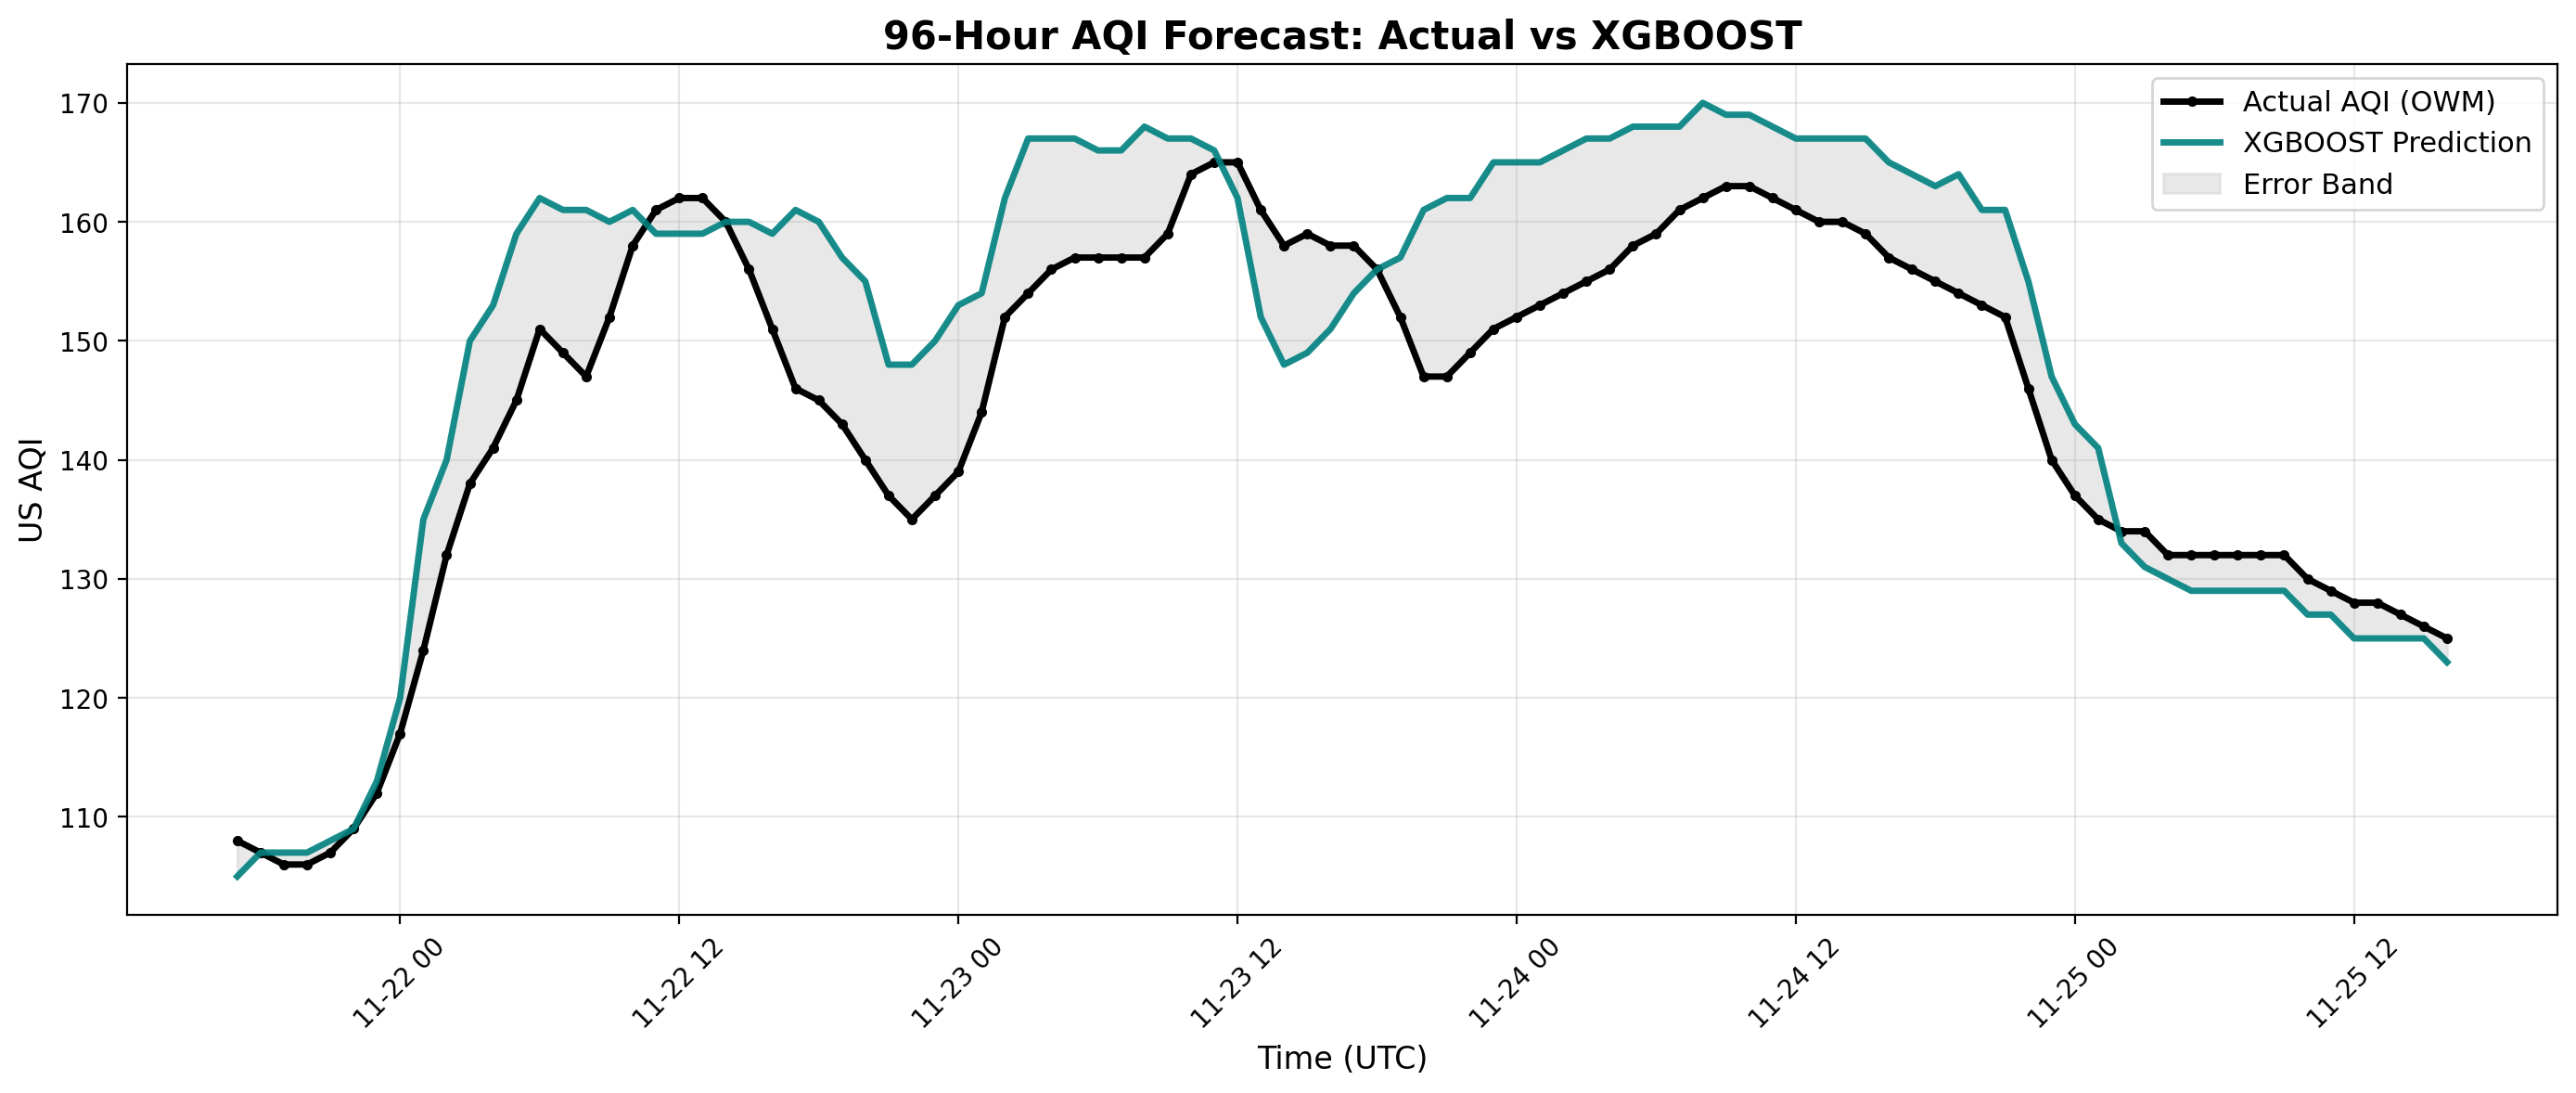 96-Hour AQI Forecast: Actual vs XGBOOST
Actual AQI (OWM)
XGBOOST Prediction
Error Band
US AQI
170
160
150
140
130
120
110
11-22 00
11-22 12
11-23 00
11-23 12
11-24 00
11-24 12
11-25 00
11-25 12
Time (UTC)